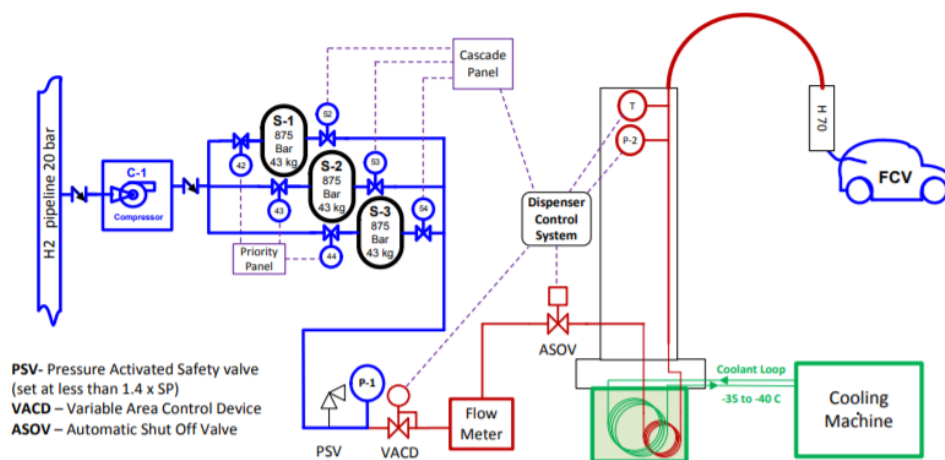 H2 pipeline 20 bar
C-1
Compressor
S-1
875
Bar
43 kg
S-2
875
Bar
43 kg
S-3
875
Bar
43 kg
42
43
44
52
53
54
Priority
Panel
Cascade
Panel
Dispenser
Control
System
T
P-2
H 70
FCV
ASOV
P-1
PSV
VACD
Flow
Meter
Coolant Loop
-35 to -40 C
Cooling
Machine
PSV- Pressure Activated Safety valve
(set at less than 1.4 x SP)
VACD – Variable Area Control Device
ASOV – Automatic Shut Off Valve